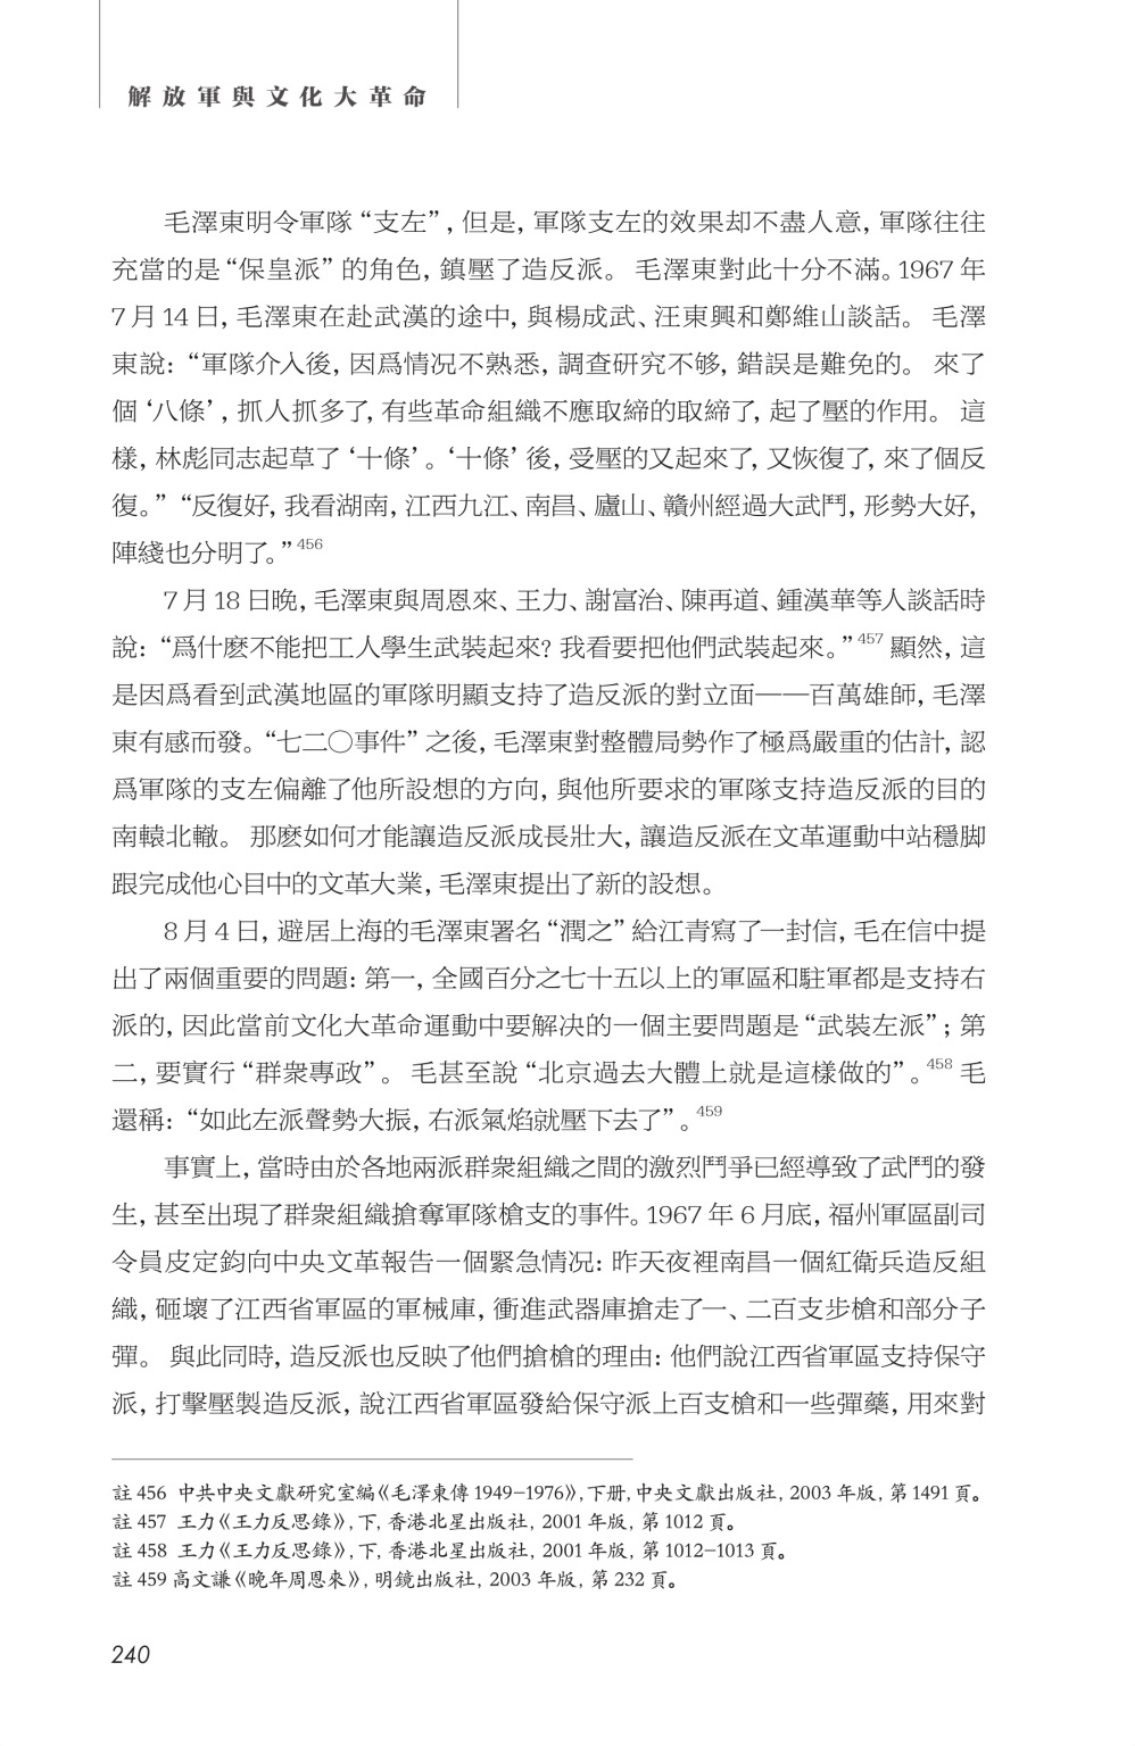 解放軍與文化大革命
毛澤東明令軍隊“支左”,但是,軍隊支左的效果却不盡人意,軍隊往往
充當的是“保皇派”的角色,鎮壓了造反派。毛澤東對此十分不滿。1967年
7月14日,毛澤東在赴武漢的途中,與楊成武、汪東興和鄭維山談話。毛澤
東說:“軍隊介入後,因爲情况不熟悉,調查研究不够,錯誤是難免的。來了
個‘八條’,抓人抓多了,有些革命組織不應取締的取締了,起了壓的作用。這
樣,林彪同志起草了‘十條’。‘十條’後,受壓的又起來了,又恢復了,來了個反
復。”“反復好,我看湖南,江西九江、南昌、廬山、贛州經過大武鬥,形勢大好,
陣綫也分明了。”456
7月18日晚,毛澤東與周恩來、王力、謝富治、陳再道、鍾漢華等人談話時
說:“爲什麽不能把工人學生武裝起來?我看要把他們武裝起來。”457顯然,這
是因爲看到武漢地區的軍隊明顯支持了造反派的對立面——百萬雄師,毛澤
東有感而發。“七二〇事件”之後,毛澤東對整體局勢作了極爲嚴重的估計,認
爲軍隊的支左偏離了他所設想的方向,與他所要求的軍隊支持造反派的目的
南轅北轍。那麽如何才能讓造反派成長壯大,讓造反派在文革運動中站穩脚
跟完成他心目中的文革大業,毛澤東提出了新的設想。
8月4日,避居上海的毛澤東署名“潤之”給江青寫了一封信,毛在信中提
出了兩個重要的問題:第一,全國百分之七十五以上的軍區和駐軍都是支持右
派的,因此當前文化大革命運動中要解决的一個主要問題是“武裝左派”;第
二,要實行“群衆專政”。毛甚至說“北京過去大體上就是這樣做的”。458毛
還稱:“如此左派聲勢大振,右派氣焰就壓下去了”。459
事實上,當時由於各地兩派群衆組織之間的激烈鬥爭已經導致了武鬥的發
生,甚至出現了群衆組織搶奪軍隊槍支的事件。1967年6月底,福州軍區副司
令員皮定鈞向中央文革報告一個緊急情况:昨天夜裡南昌一個紅衛兵造反組
織,砸壞了江西省軍區的軍械庫,衝進武器庫搶走了一、二百支步槍和部分子
彈。與此同時,造反派也反映了他們搶槍的理由:他們說江西省軍區支持保守
派,打擊壓製造反派,說江西省軍區發給保守派上百支槍和一些彈藥,用來對
註456 中共中央文獻研究室編《毛澤東傳1949–1976》,下册,中央文獻出版社,2003年版,第1491頁。
註457 王力《王力反思錄》,下,香港北星出版社,2001年版,第1012頁。
註458 王力《王力反思錄》,下,香港北星出版社,2001年版,第1012–1013頁。
註459高文謙《晚年周恩來》,明鏡出版社,2003年版,第232頁。
240